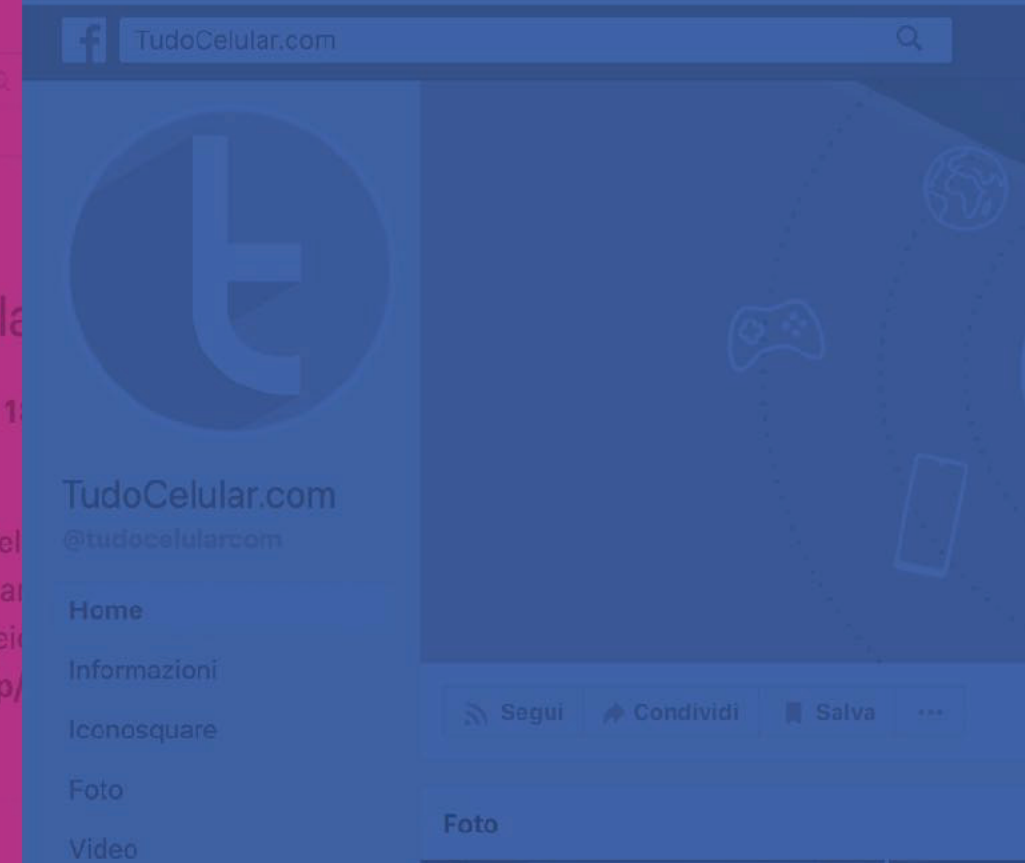 TudoCelular.com
TudoCelular.com
@tudocelularcom
Home
Informazioni
Iconosquare
Foto
Video
Segui Condividi Salva ...
Foto